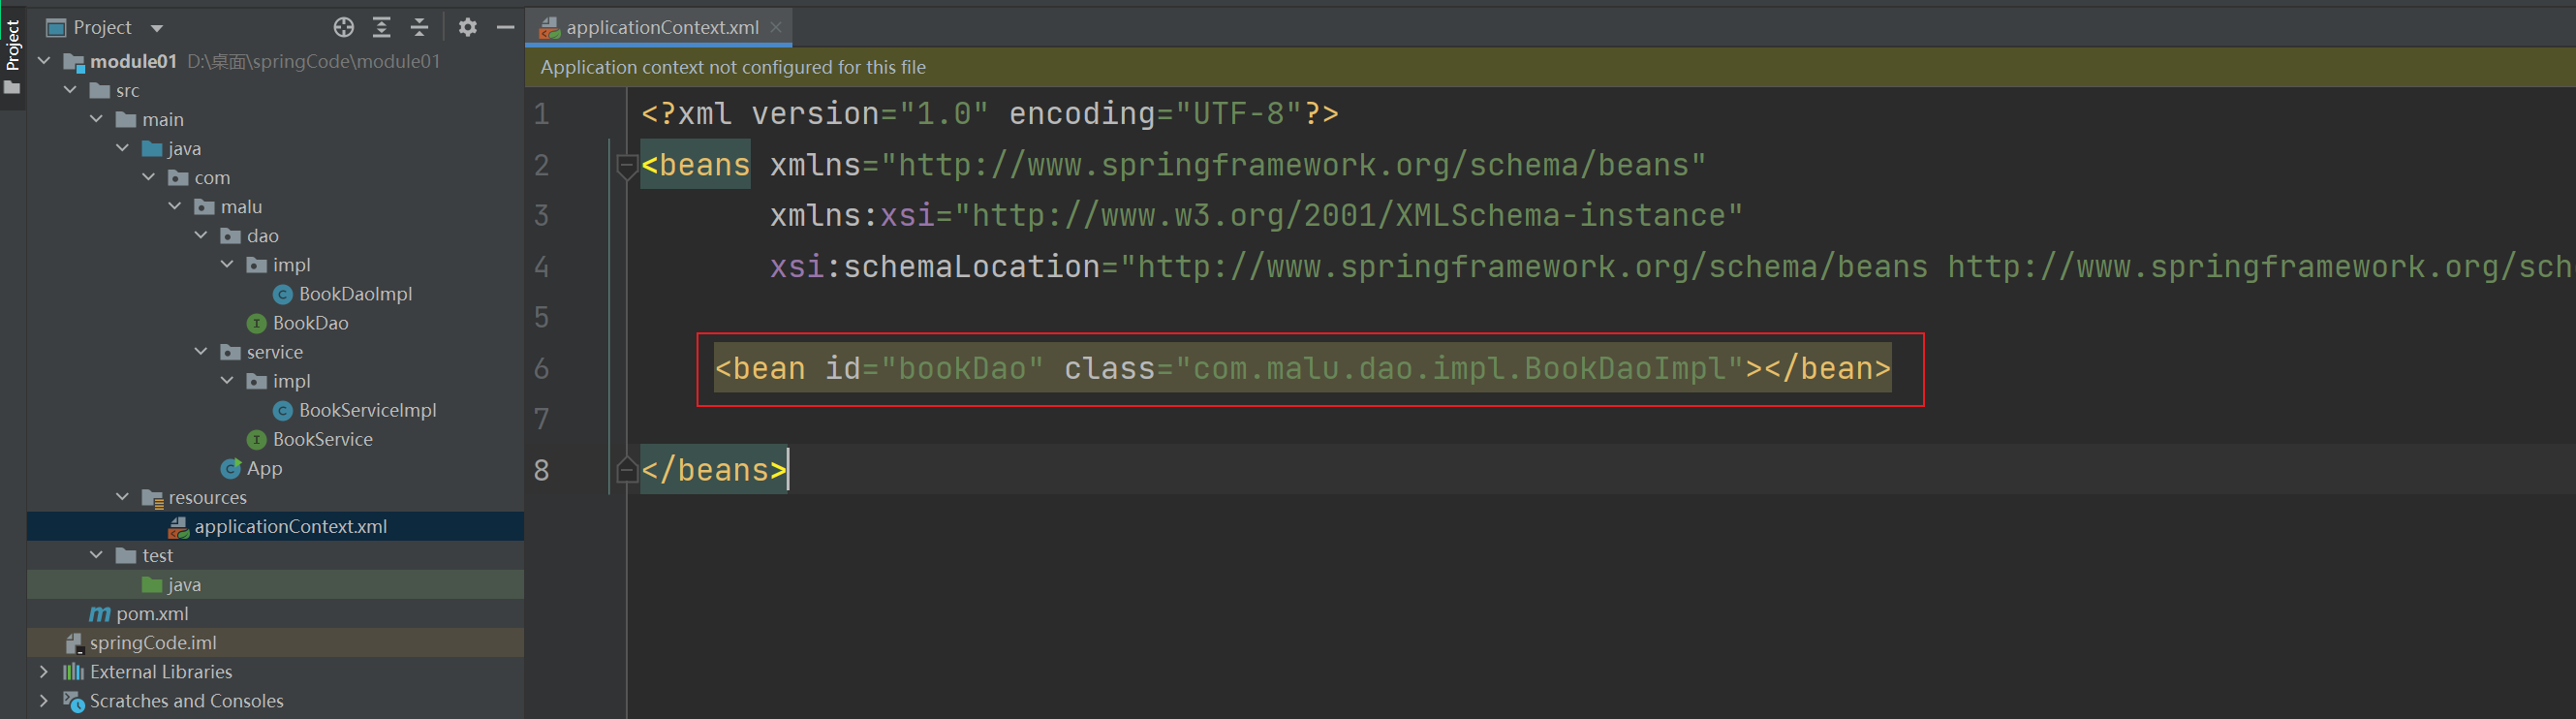 Project
Project
module01 D:\桌面\springCode\module01
src
main
java
com
malu
dao
impl
BookDaoImpl
BookDao
service
impl
BookServiceImpl
BookService
App
resources
applicationContext.xml
test
java
pom.xml
springCode.iml
External Libraries
Scratches and Consoles
applicationContext.xml
Application context not configured for this file
1 <?xml version="1.0" encoding="UTF-8"?>
2 <beans xmlns="http://www.springframework.org/schema/beans"
3 xmlns:xsi="http://www.w3.org/2001/XMLSchema-instance"
4 xsi:schemaLocation="http://www.springframework.org/schema/beans http://www.springframework.org/sch
5
6 <bean id="bookDao" class="com.malu.dao.impl.BookDaoImpl"></bean>
7
8 </beans>